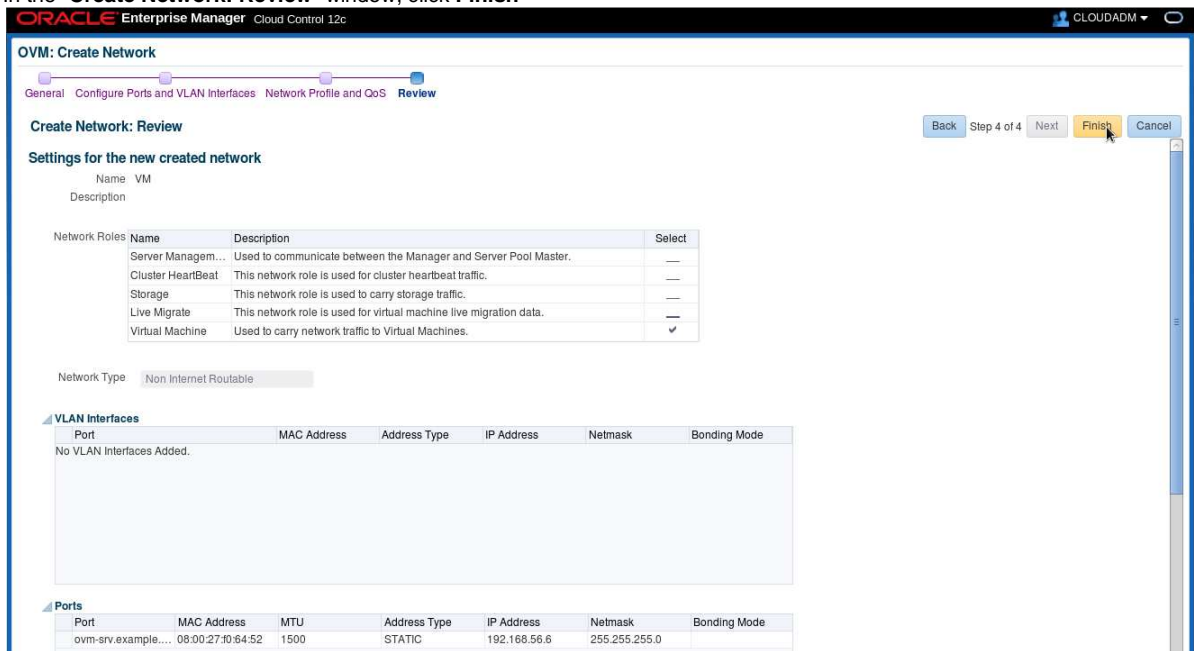 in the "Create Network: Review" window, click Finish
ORACLE Enterprise Manager Cloud Control 12c CLOUDADM
OVM: Create Network
General Configure Ports and VLAN Interfaces Network Profile and QoS Review
Create Network: Review Back Step 4 of 4 Next Finish Cancel
Settings for the new created network
Name VM
Description
Network Roles Name Description Select
Server Managem... Used to communicate between the Manager and Server Pool Master.
Cluster HeartBeat This network role is used for cluster heartbeat traffic.
Storage This network role is used to carry storage traffic.
Live Migrate This network role is used for virtual machine live migration data.
Virtual Machine Used to carry network traffic to Virtual Machines. ✔
Network Type Non Internet Routable
VLAN Interfaces
Port MAC Address Address Type IP Address Netmask Bonding Mode
No VLAN Interfaces Added.
Ports
Port MAC Address MTU Address Type IP Address Netmask Bonding Mode
ovm-srv.example.... 08:00:27:f0:64:52 1500 STATIC 192.168.56.6 255.255.255.0